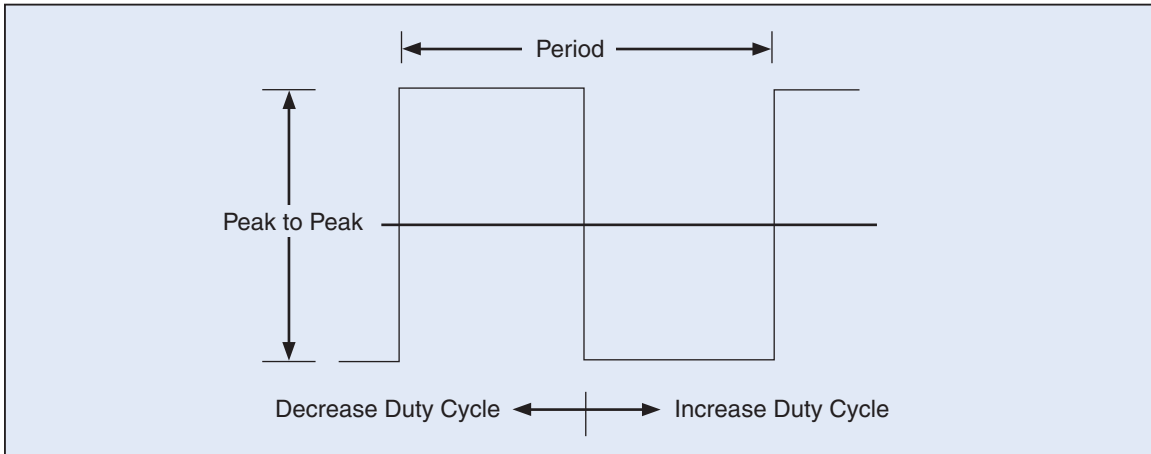 Period
Peak to Peak
Decrease Duty Cycle
Increase Duty Cycle